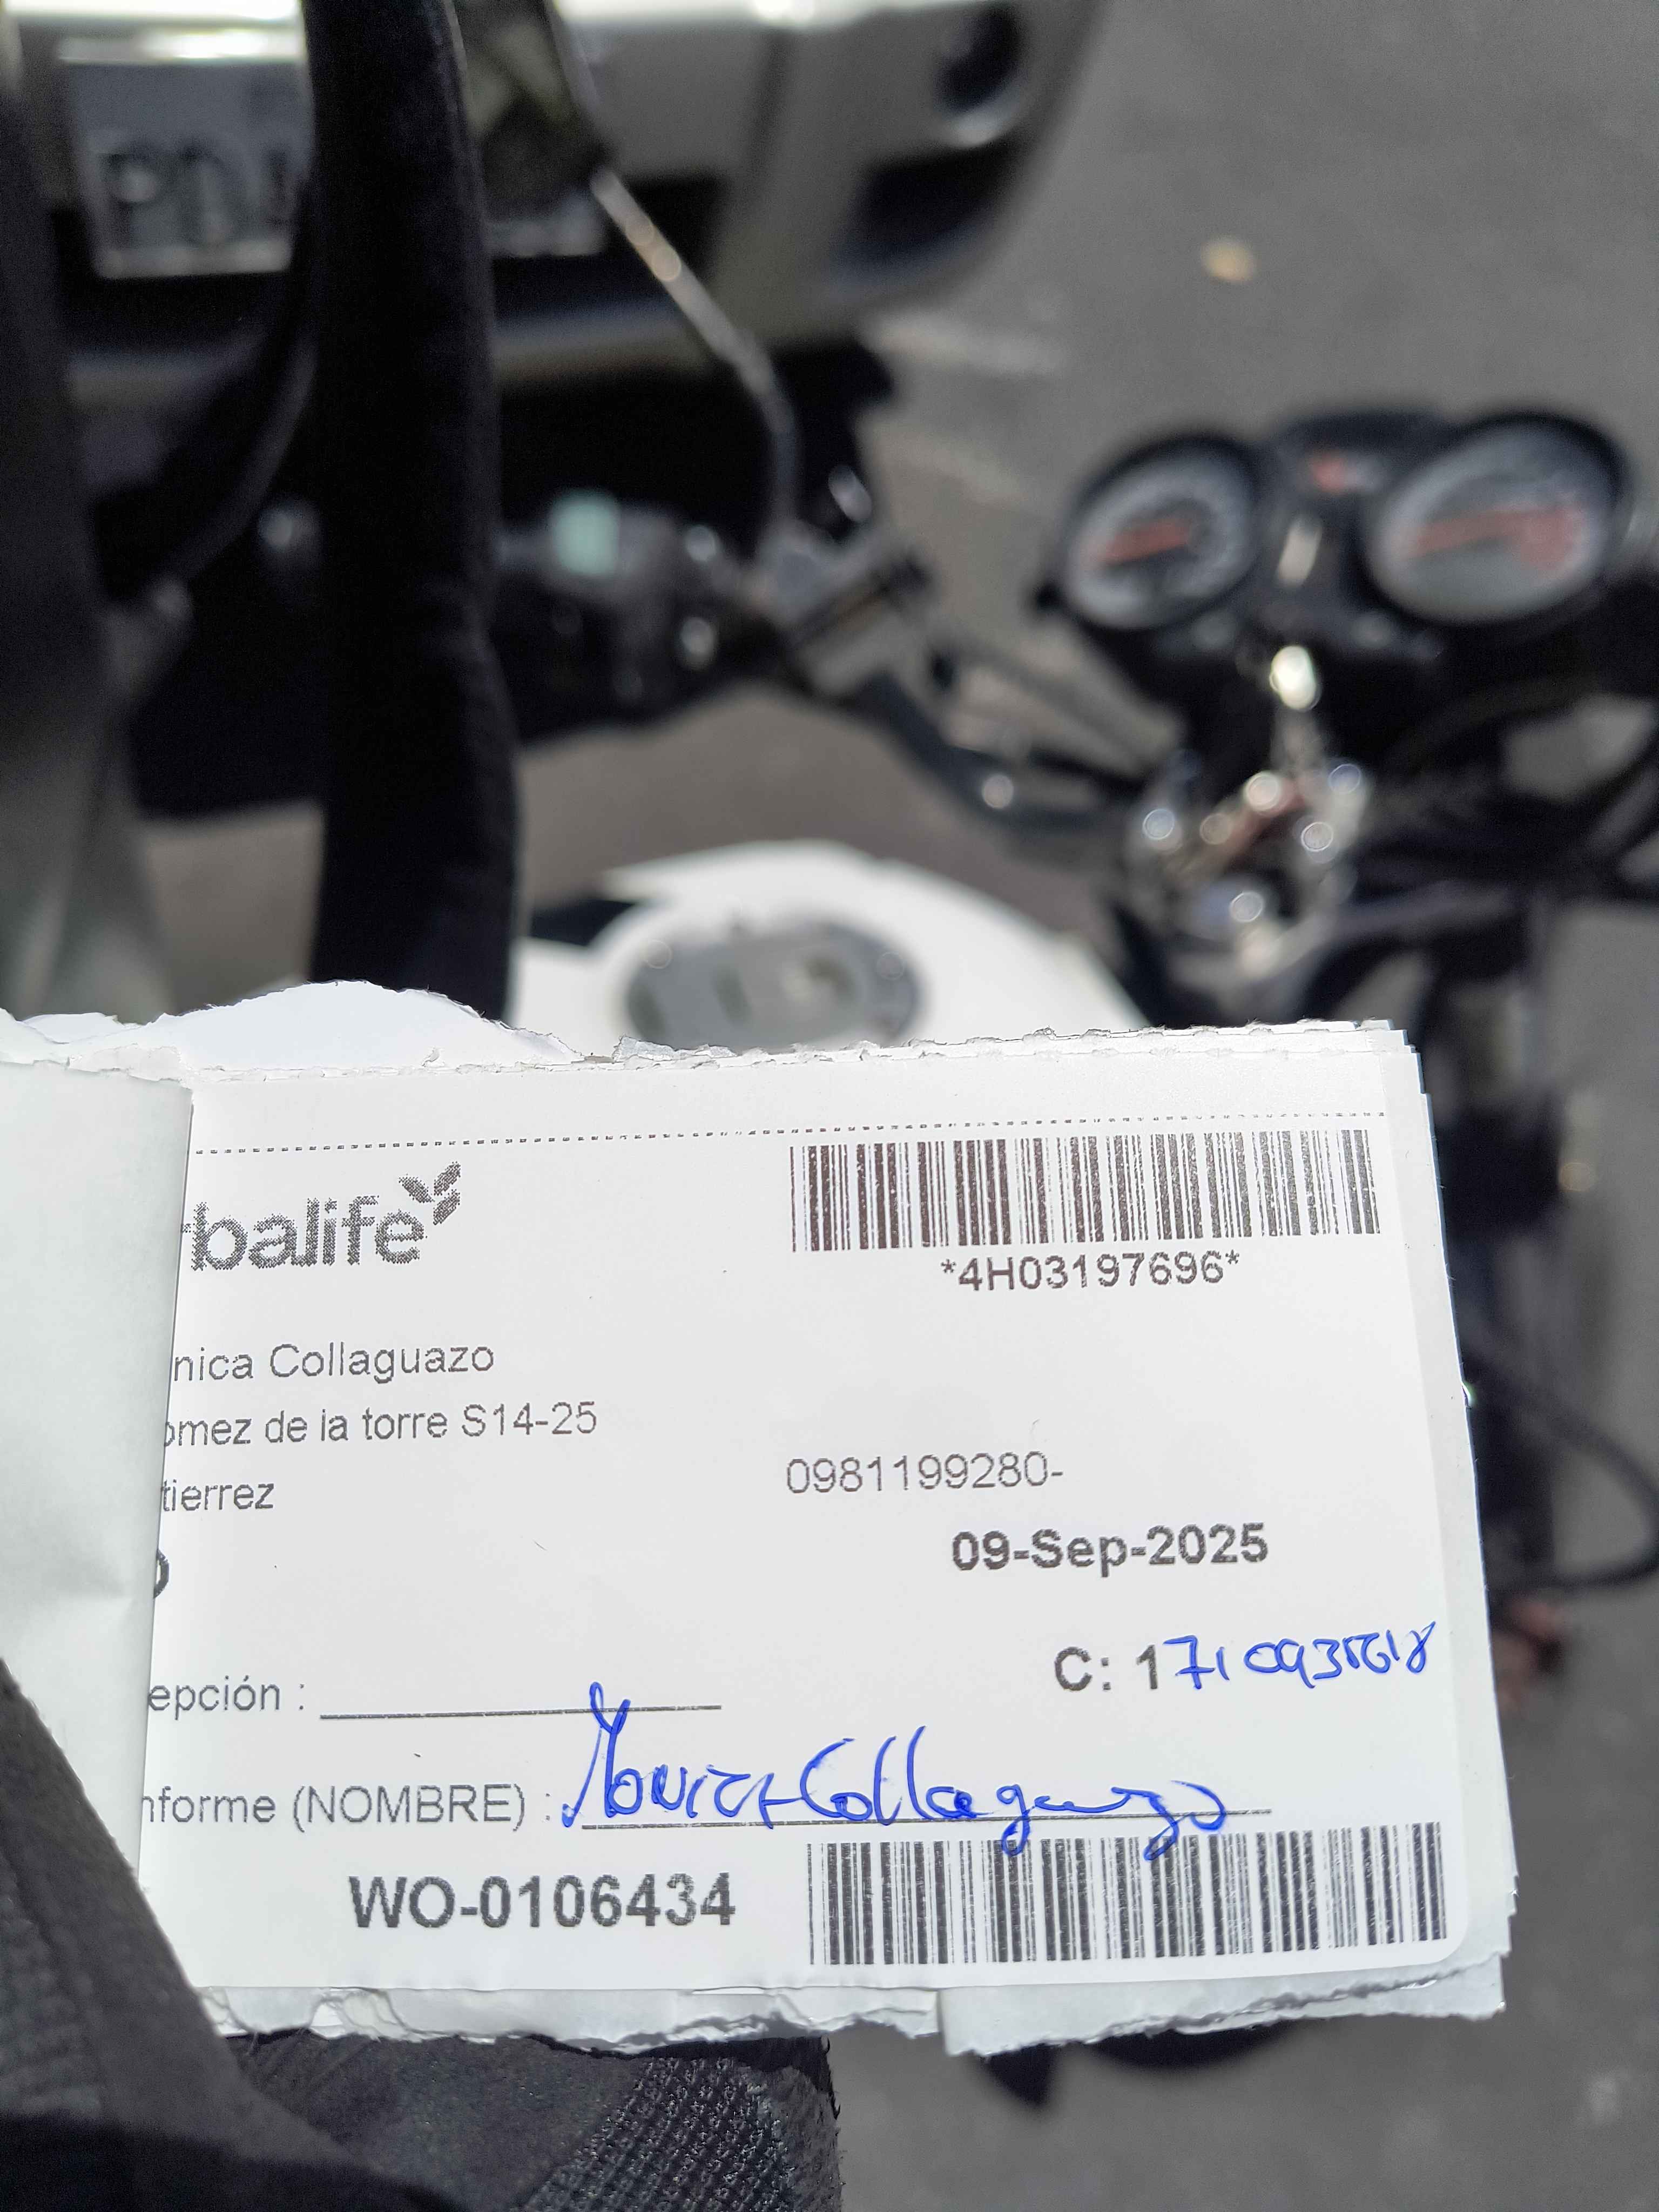 rbalife
*4H03197696*
nica Collaguazo
omez de la torre S14-25
tierrez
0981199280-
09-Sep-2025
C: 1710935618
epción :
nforme (NOMBRE) : Monica Collaguazo
WO-0106434